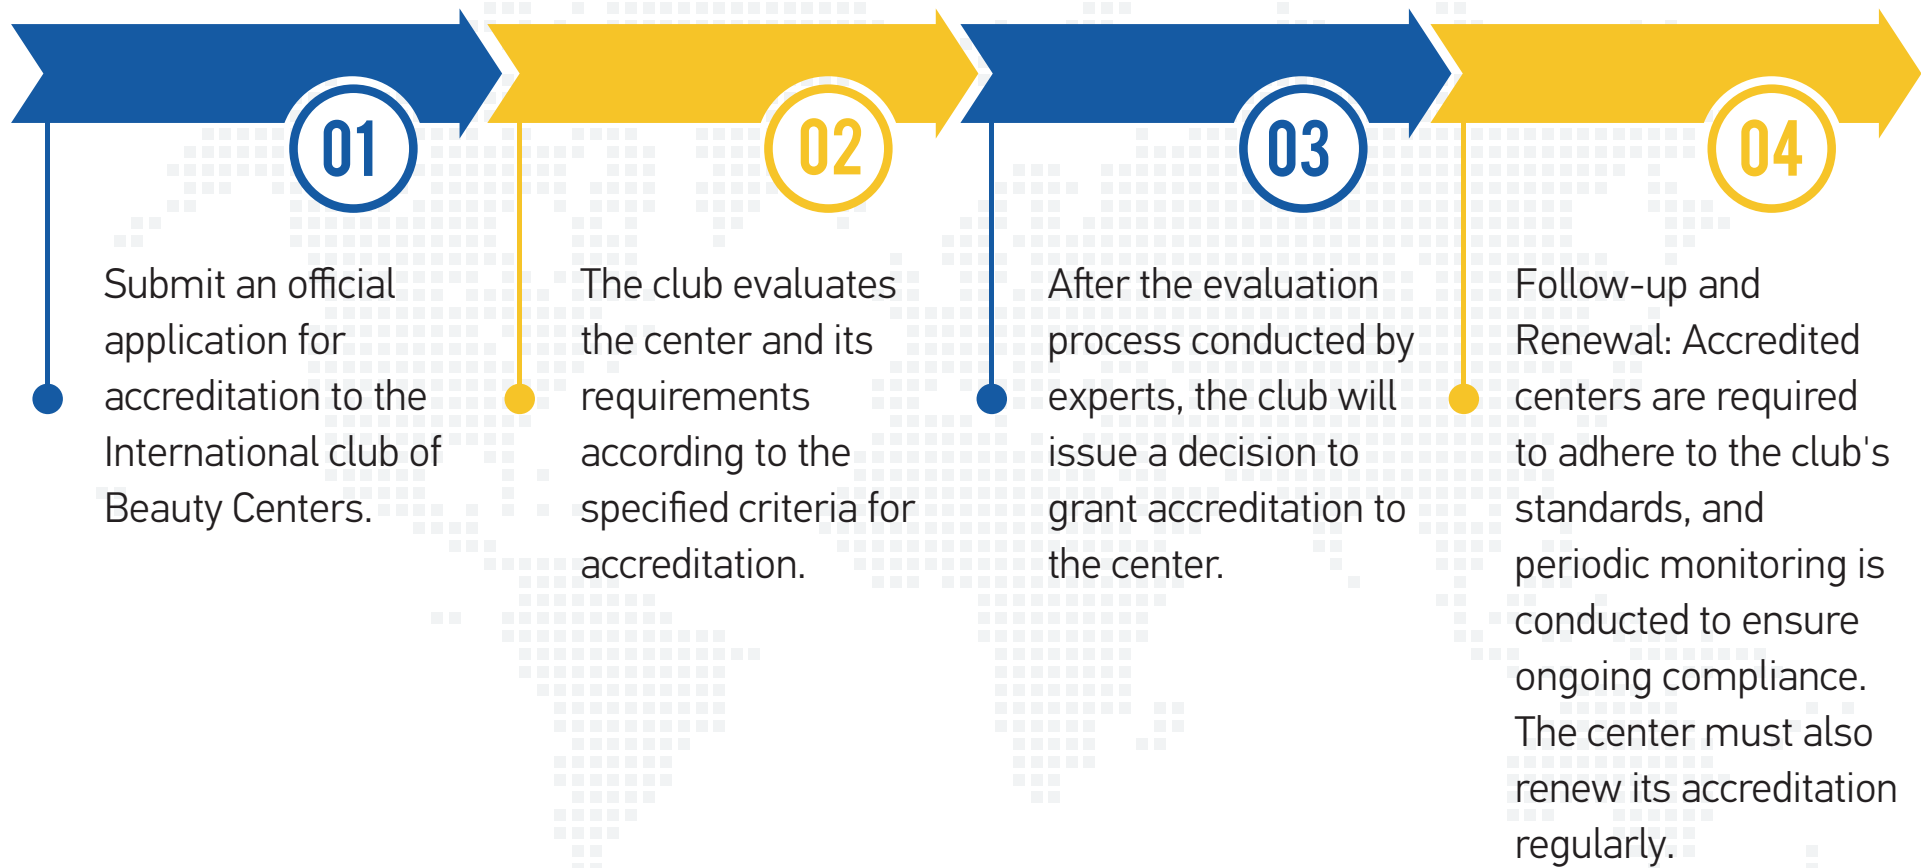 01
Submit an official
application for
accreditation to the
International club of
Beauty Centers.
02
The club evaluates
the center and its
requirements
according to the
specified criteria for
accreditation.
03
After the evaluation
process conducted by
experts, the club will
issue a decision to
grant accreditation to
the center.
04
Follow-up and
Renewal: Accredited
centers are required
to adhere to the club's
standards, and
periodic monitoring is
conducted to ensure
ongoing compliance.
The center must also
renew its accreditation
regularly.